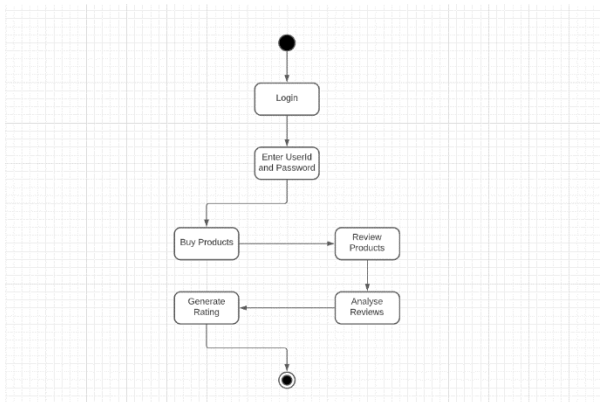 Login
Enter UserId
and Password
Buy Products
Review
Products
Generate
Rating
Analyse
Reviews